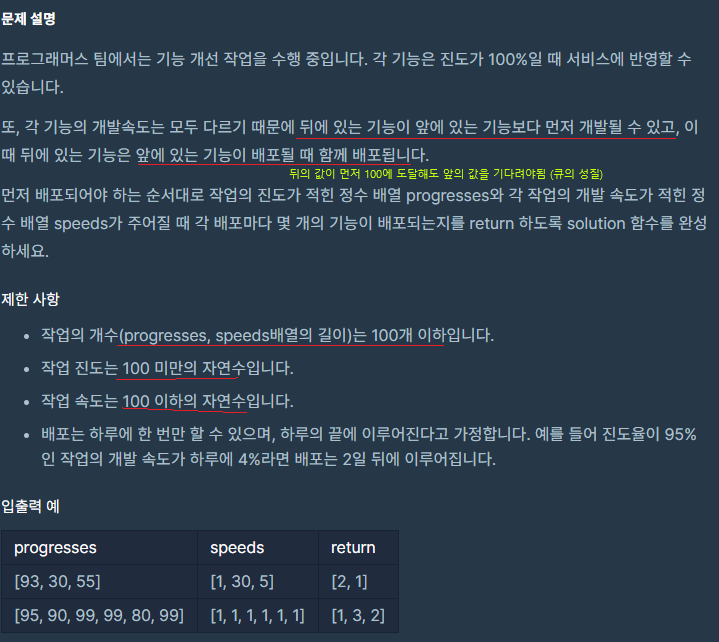 문제 설명
프로그래머스 팀에서는 기능 개선 작업을 수행 중입니다. 각 기능은 진도가 100%일 때 서비스에 반영할 수
있습니다.
또, 각 기능의 개발속도는 모두 다르기 때문에 뒤에 있는 기능이 앞에 있는 기능보다 먼저 개발될 수 있고, 이
때 뒤에 있는 기능은 앞에 있는 기능이 배포될 때 함께 배포됩니다.
뒤의 값이 먼저 100에 도달해도 앞의 값을 기다려야됨 (큐의 성질)
먼저 배포되어야 하는 순서대로 작업의 진도가 적힌 정수 배열 progresses와 각 작업의 개발 속도가 적힌 정
수 배열 speeds가 주어질 때 각 배포마다 몇 개의 기능이 배포되는지를 return 하도록 solution 함수를 완성
하세요.
제한 사항
• 작업의 개수(progresses, speeds배열의 길이)는 100개 이하입니다.
• 작업 진도는 100 미만의 자연수입니다.
• 작업 속도는 100 이하의 자연수입니다.
• 배포는 하루에 한 번만 할 수 있으며, 하루의 끝에 이루어진다고 가정합니다. 예를 들어 진도율이 95%
인 작업의 개발 속도가 하루에 4%라면 배포는 2일 뒤에 이루어집니다.
입출력 예
progresses speeds return
[93, 30, 55] [1, 30, 5] [2, 1]
[95, 90, 99, 99, 80, 99] [1, 1, 1, 1, 1, 1] [1, 3, 2]